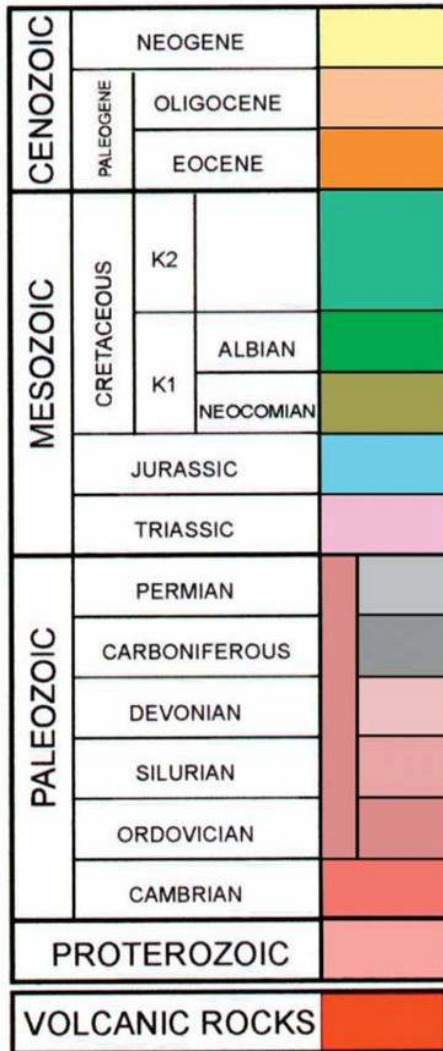 CENOZOIC
NEOGENE
PALEOGENE
OLIGOCENE
EOCENE
MESOZOIC
CRETACEOUS
K2
K1
ALBIAN
NEOCOMIAN
JURASSIC
TRIASSIC
PALEOZOIC
PERMIAN
CARBONIFEROUS
DEVONIAN
SILURIAN
ORDOVICIAN
CAMBRIAN
PROTEROZOIC
VOLCANIC ROCKS